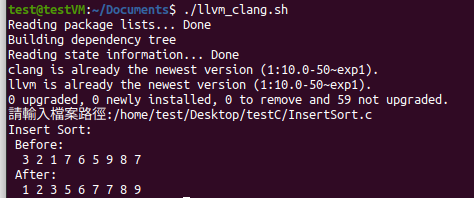 test@testVM:~/Documents$ ./llvm_clang.sh
Reading package lists... Done
Building dependency tree
Reading state information... Done
clang is already the newest version (1:10.0-50~exp1).
llvm is already the newest version (1:10.0-50~exp1).
0 upgraded, 0 newly installed, 0 to remove and 59 not upgraded.
請輸入檔案路徑:/home/test/Desktop/testC/InsertSort.c
Insert Sort:
Before:
3 2 1 7 6 5 9 8 7
After:
1 2 3 5 6 7 7 8 9